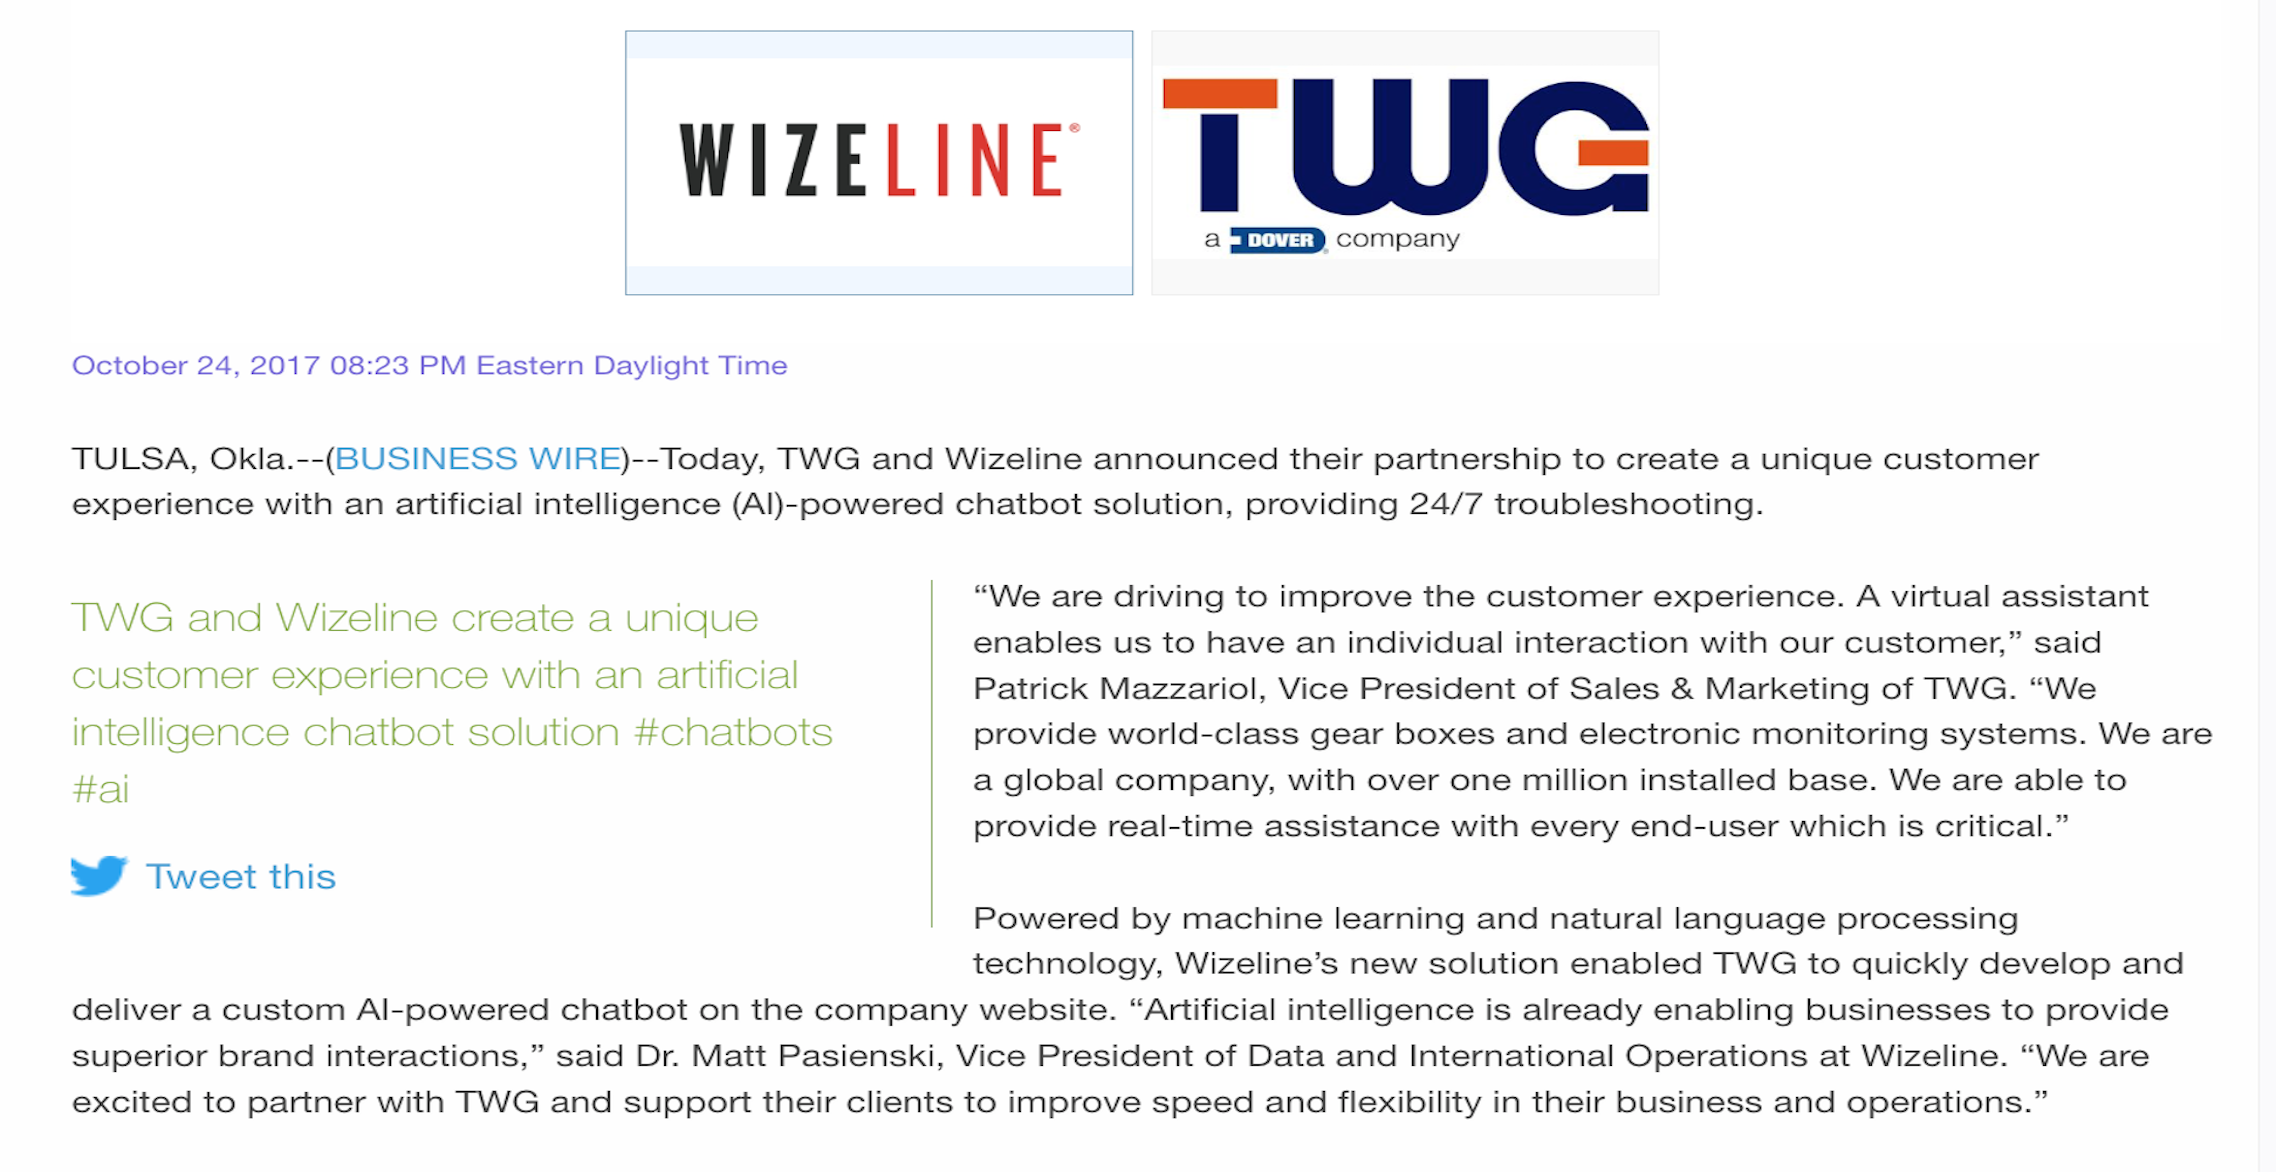 WIZELINE®
TWG
a DOVER company
October 24, 2017 08:23 PM Eastern Daylight Time
TULSA, Okla.--(BUSINESS WIRE)--Today, TWG and Wizeline announced their partnership to create a unique customer
experience with an artificial intelligence (AI)-powered chatbot solution, providing 24/7 troubleshooting.
TWG and Wizeline create a unique
customer experience with an artificial
intelligence chatbot solution #chatbots
#ai
Tweet this
“We are driving to improve the customer experience. A virtual assistant
enables us to have an individual interaction with our customer,” said
Patrick Mazzariol, Vice President of Sales & Marketing of TWG. “We
provide world-class gear boxes and electronic monitoring systems. We are
a global company, with over one million installed base. We are able to
provide real-time assistance with every end-user which is critical.”
Powered by machine learning and natural language processing
technology, Wizeline’s new solution enabled TWG to quickly develop and
deliver a custom AI-powered chatbot on the company website. “Artificial intelligence is already enabling businesses to provide
superior brand interactions,” said Dr. Matt Pasienski, Vice President of Data and International Operations at Wizeline. “We are
excited to partner with TWG and support their clients to improve speed and flexibility in their business and operations.”